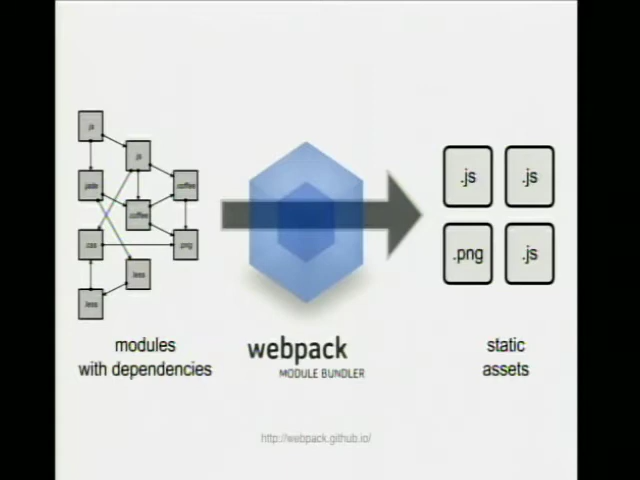 .js
.js
.jade
.coffee
.coffee
.css
.png
.less
.less
.js
.js
.png
.js
webpack
MODULE BUNDLER
modules
with dependencies
static
assets
http://webpack.github.io/